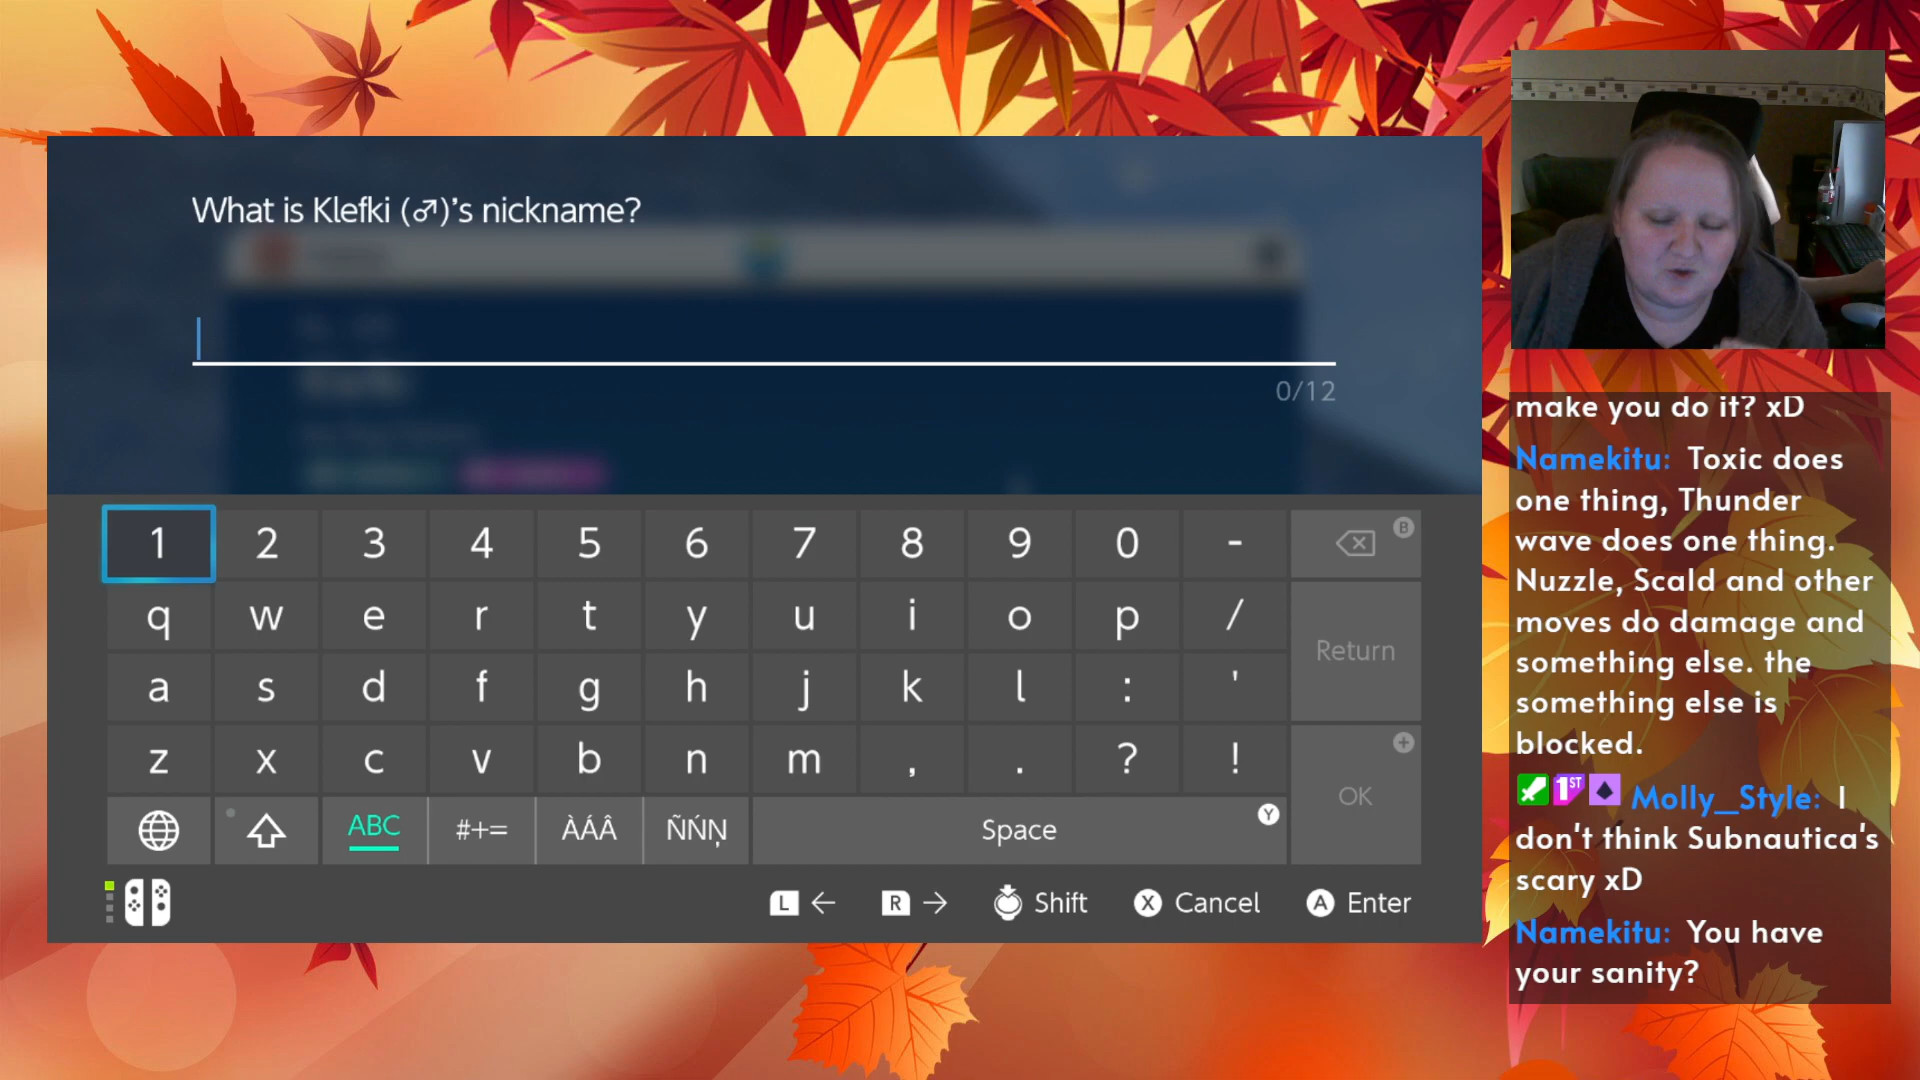 What is Klefki (♂)'s nickname?
0/12
1 2 3 4 5 6 7 8 9 0 -
q w e r t y u i o p /
Return
a s d f g h j k l : '
z x c v b n m , . ? !
OK
ABC #+= ÀÁÂ ÑŃṆ Space
L ← R → Shift X Cancel A Enter
B
Y
make you do it? xD
Namekitu: Toxic does
one thing, Thunder
wave does one thing.
Nuzzle, Scald and other
moves do damage and
something else. the
something else is
blocked.
1ST Molly__Style: I
don't think Subnautica's
scary xD
Namekitu: You have
your sanity?